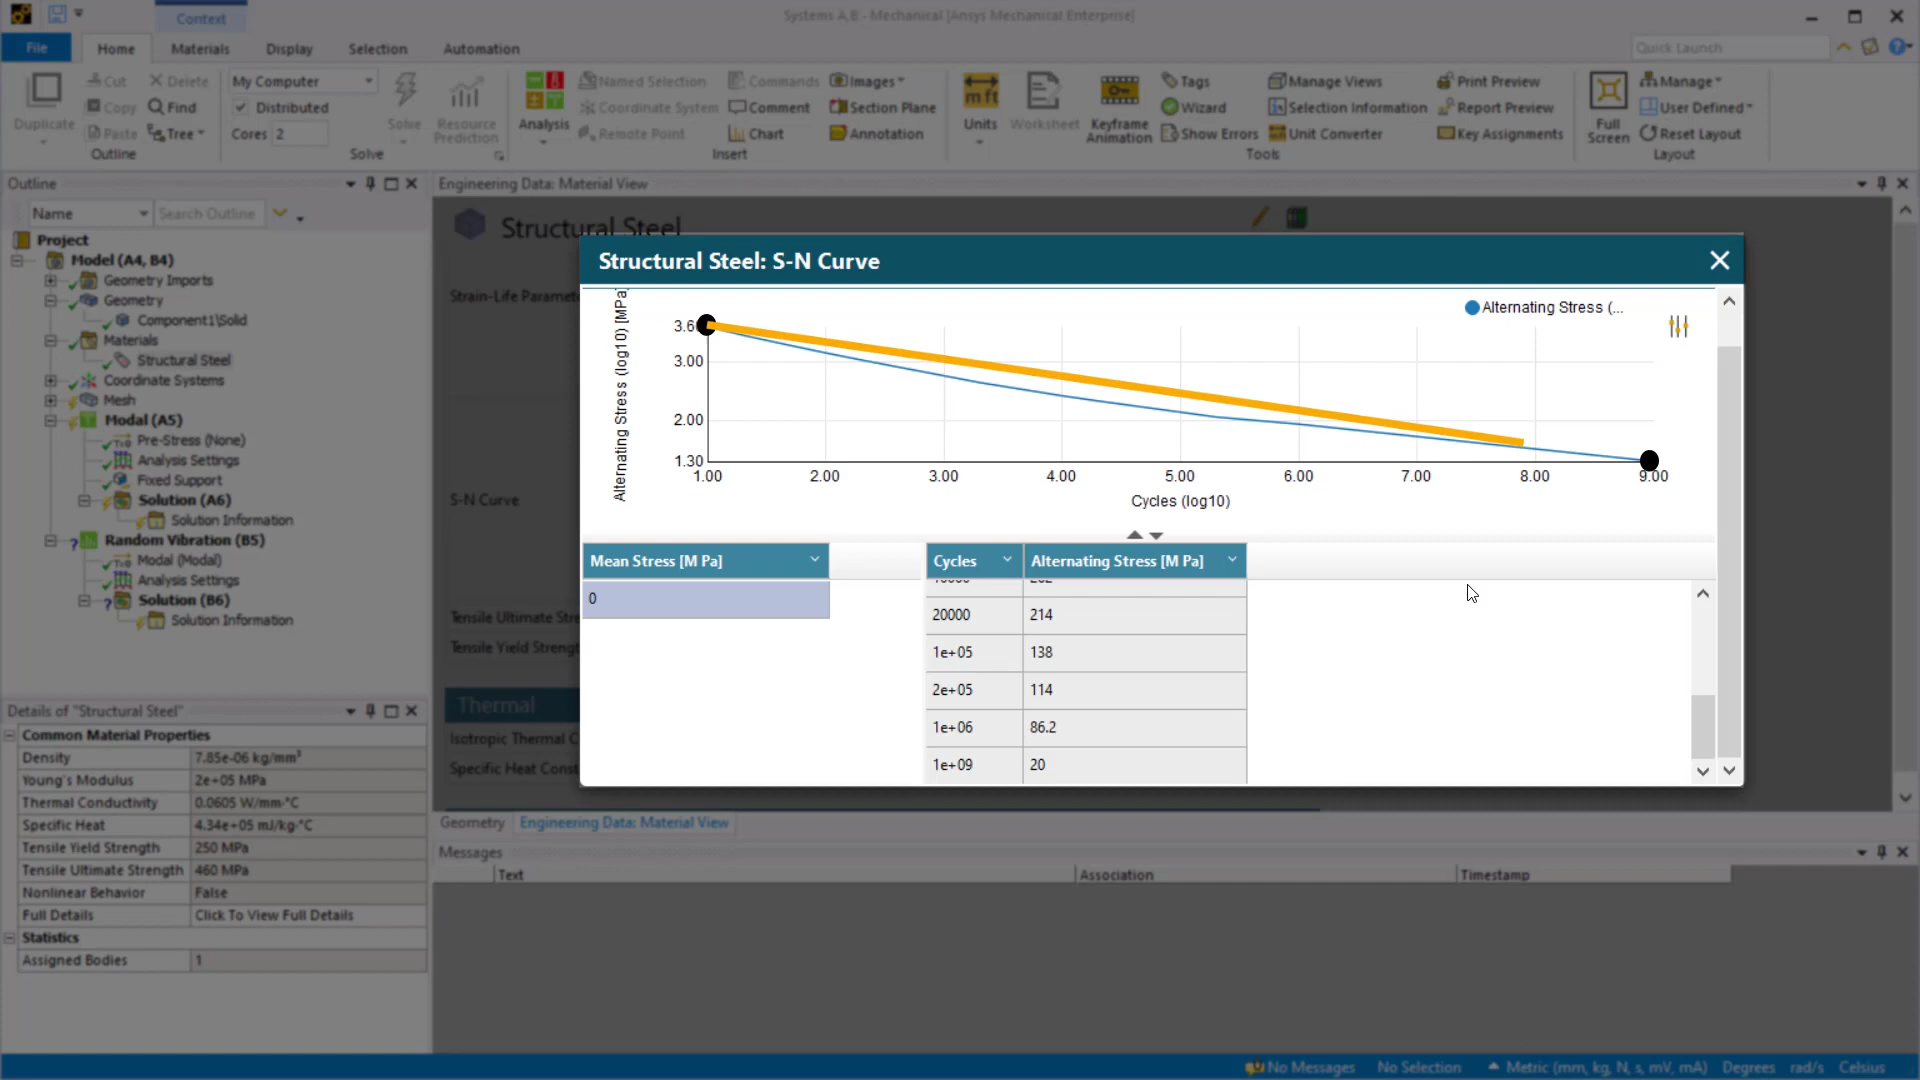 Context
Systems A,B - Mechanical [Ansys Mechanical Enterprise]
File
Home
Materials
Display
Selection
Automation
Quick Launch
Duplicate
Cut
Delete
Copy
Find
Paste
Tree
Outline
My Computer
Distributed
Cores 2
Solve
Resource Prediction
Solve
Analysis
Named Selection
Coordinate System
Remote Point
Commands
Comment
Chart
Images
Section Plane
Annotation
Insert
Units
Worksheet
Keyframe Animation
Tags
Wizard
Show Errors
Manage Views
Selection Information
Unit Converter
Print Preview
Report Preview
Key Assignments
Tools
Full Screen
Manage
User Defined
Reset Layout
Layout
Outline
Name
Search Outline
Project
Model (A4, B4)
Geometry Imports
Geometry
Component1\Solid
Materials
Structural Steel
Coordinate Systems
Mesh
Modal (A5)
Pre-Stress (None)
Analysis Settings
Fixed Support
Solution (A6)
Solution Information
Random Vibration (B5)
Modal (Modal)
Analysis Settings
Solution (B6)
Solution Information
Details of "Structural Steel"
Common Material Properties
Density 7.85e-06 kg/mm³
Young's Modulus 2e+05 MPa
Thermal Conductivity 0.0605 W/mm·°C
Specific Heat 4.34e+05 mJ/kg·°C
Tensile Yield Strength 250 MPa
Tensile Ultimate Strength 460 MPa
Nonlinear Behavior False
Full Details Click To View Full Details
Statistics
Assigned Bodies 1
Engineering Data: Material View
Structural Steel
Strain-Life Paramet
S-N Curve
Tensile Ultimate Stre
Tensile Yield Streng
Thermal
Isotropic Thermal C
Specific Heat Const
Structural Steel: S-N Curve
Alternating Stress (log10) [MPa]
Alternating Stress (...
3.6
3.00
2.00
1.30
1.00 2.00 3.00 4.00 5.00 6.00 7.00 8.00 9.00
Cycles (log10)
Mean Stress [M Pa]
0
Cycles Alternating Stress [M Pa]
20000 214
1e+05 138
2e+05 114
1e+06 86.2
1e+09 20
Geometry
Engineering Data: Material View
Messages
Text Association Timestamp
No Messages
No Selection
Metric (mm, kg, N, s, mV, mA)
Degrees
rad/s
Celsius